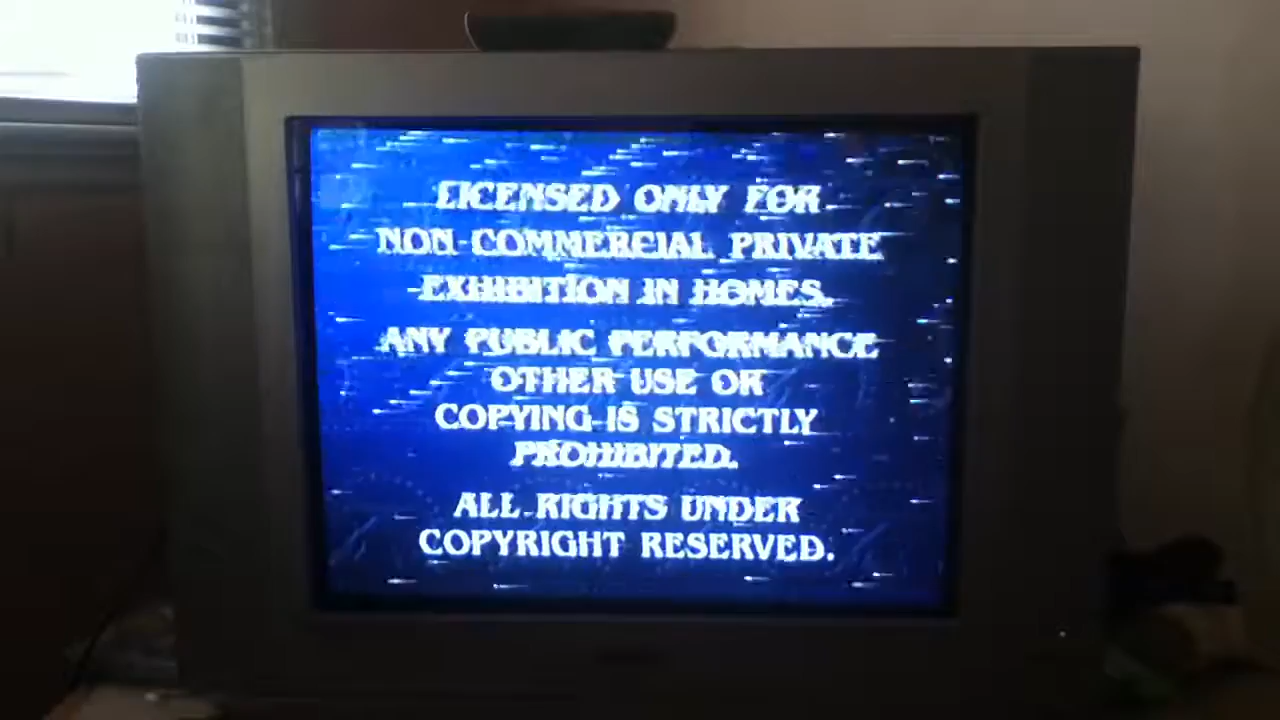 LICENSED ONLY FOR
NON-COMMERCIAL PRIVATE
EXHIBITION IN HOMES.
ANY PUBLIC PERFORMANCE
OTHER USE OR
COPYING IS STRICTLY
PROHIBITED.
ALL RIGHTS UNDER
COPYRIGHT RESERVED.